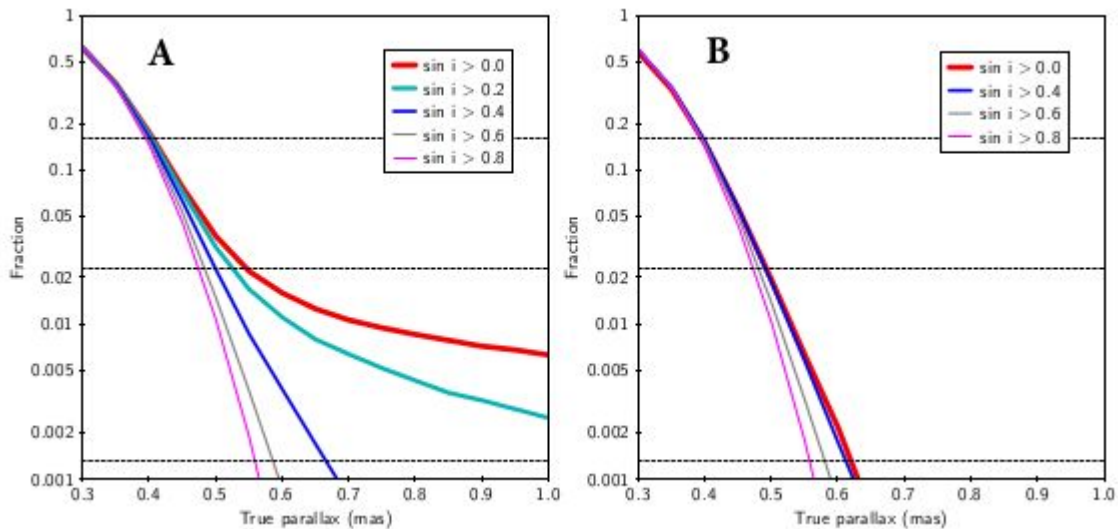 A
sin i > 0.0
sin i > 0.2
sin i > 0.4
sin i > 0.6
sin i > 0.8
1
0.5
0.2
0.1
0.05
0.02
0.01
0.005
0.002
0.001
Fraction
0.3 0.4 0.5 0.6 0.7 0.8 0.9 1.0
True parallax (mas)
B
sin i > 0.0
sin i > 0.4
sin i > 0.6
sin i > 0.8
1
0.5
0.2
0.1
0.05
0.02
0.01
0.005
0.002
0.001
Fraction
0.3 0.4 0.5 0.6 0.7 0.8 0.9 1.0
True parallax (mas)